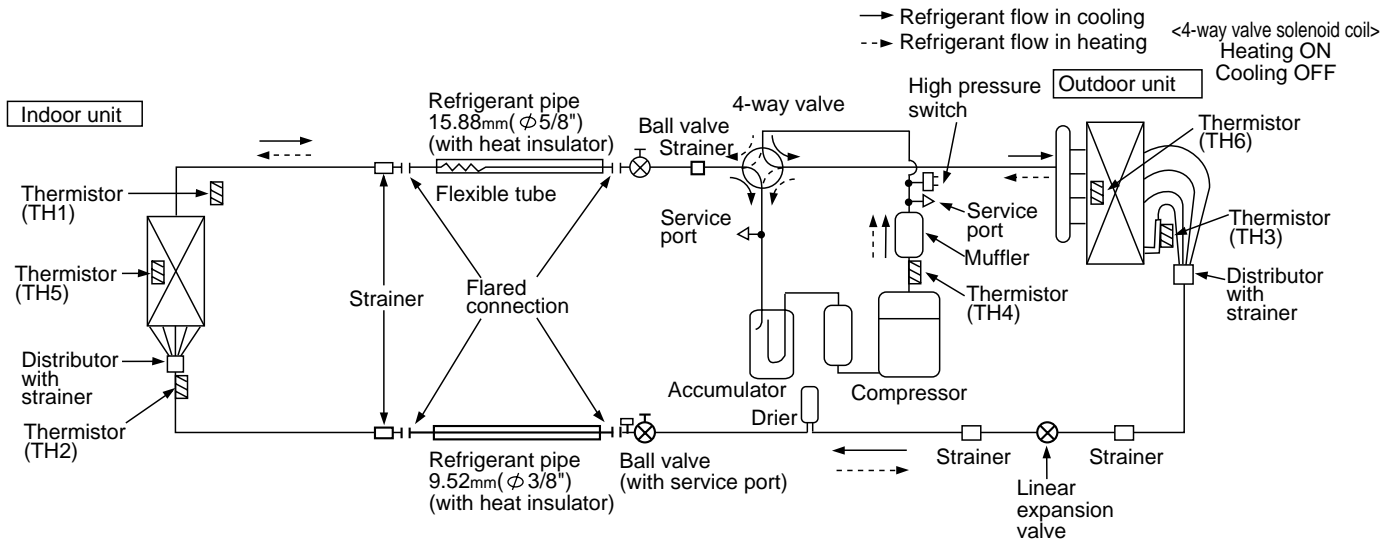 Refrigerant flow in cooling
Refrigerant flow in heating
<4-way valve solenoid coil>
Heating ON
Cooling OFF
Indoor unit
Refrigerant pipe
15.88mm(ϕ5/8")
(with heat insulator)
Flexible tube
Ball valve
Strainer
4-way valve
High pressure
switch
Outdoor unit
Thermistor
(TH6)
Thermistor
(TH1)
Service
port
Service
port
Thermistor
(TH3)
Muffler
Thermistor
(TH5)
Strainer
Flared
connection
Thermistor
(TH4)
Distributor
with
strainer
Distributor
with
strainer
Accumulator
Compressor
Drier
Thermistor
(TH2)
Refrigerant pipe
9.52mm(ϕ3/8")
(with heat insulator)
Ball valve
(with service port)
Strainer
Strainer
Linear
expansion
valve